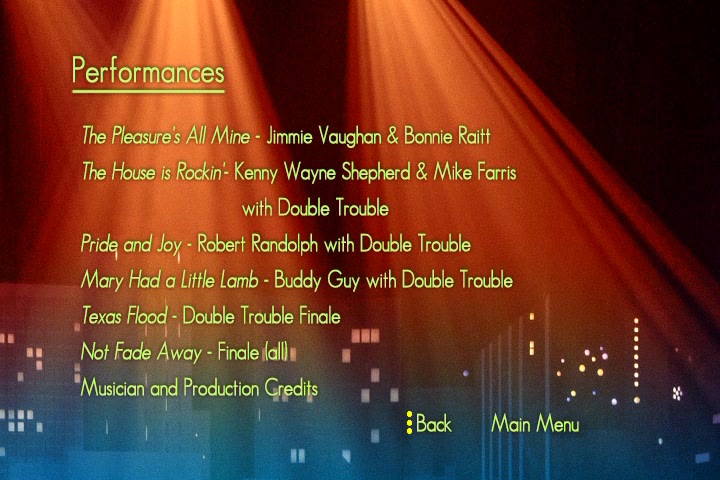 Performances
The Pleasure's All Mine - Jimmie Vaughan & Bonnie Raitt
The House is Rockin'- Kenny Wayne Shepherd & Mike Farris
with Double Trouble
Pride and Joy - Robert Randolph with Double Trouble
Mary Had a Little Lamb - Buddy Guy with Double Trouble
Texas Flood - Double Trouble Finale
Not Fade Away - Finale (all)
Musician and Production Credits
Back Main Menu